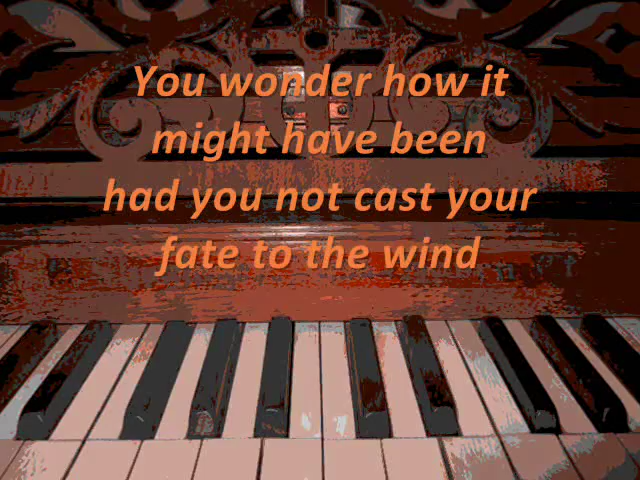 You wonder how it
might have been
had you not cast your
fate to the wind